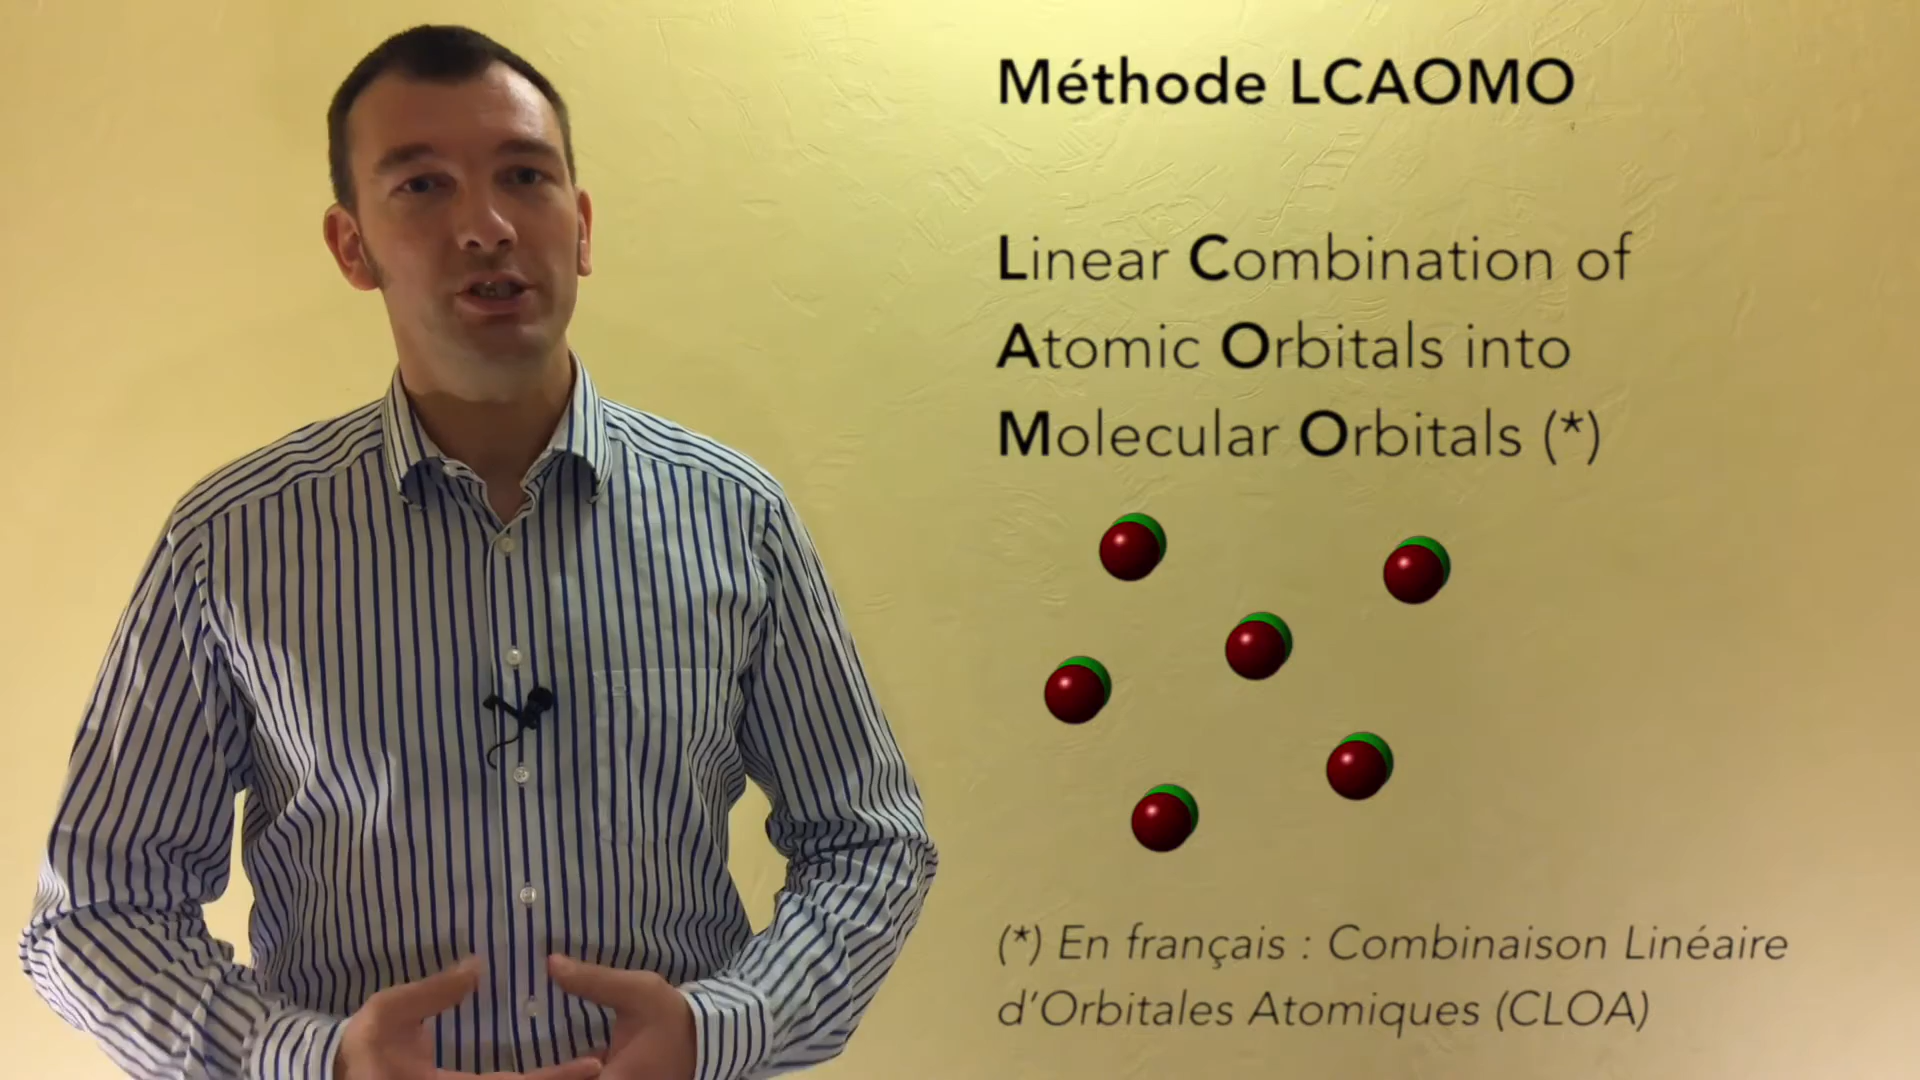 Méthode LCAOMO
Linear Combination of
Atomic Orbitals into
Molecular Orbitals (*)
(*) En français : Combinaison Linéaire
d’Orbitales Atomiques (CLOA)